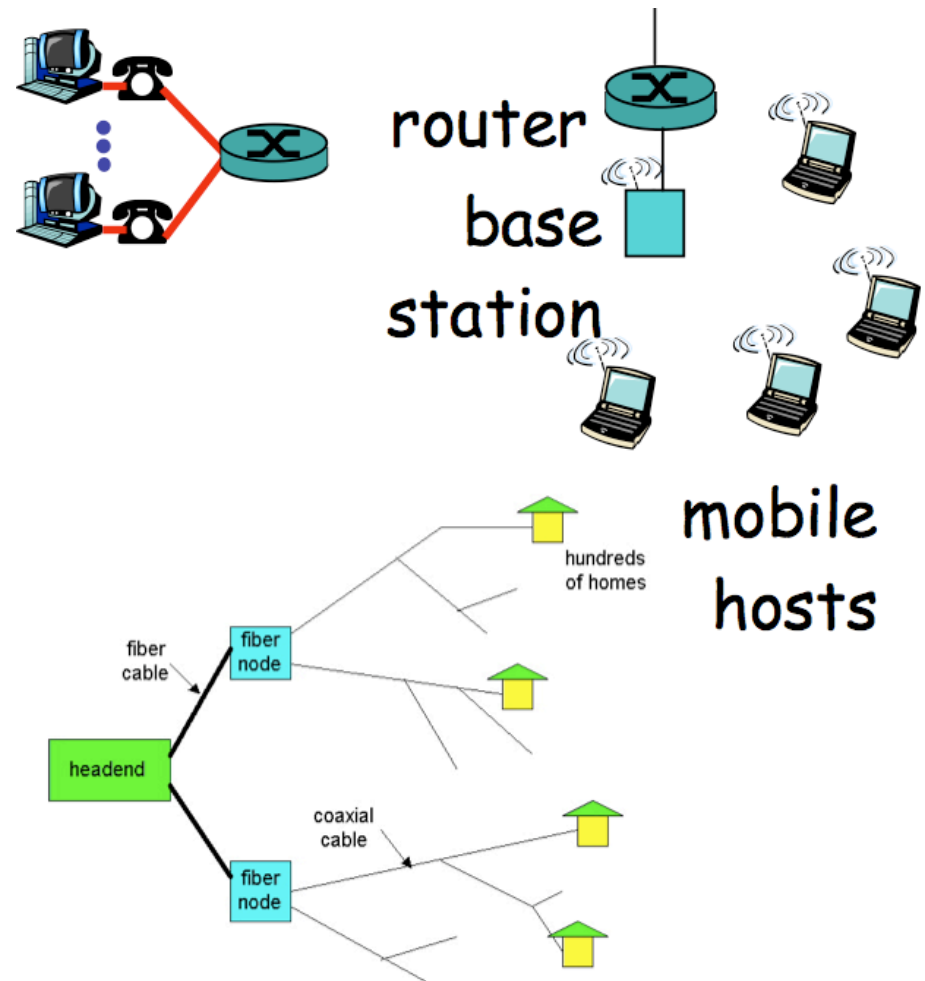 router
base
station
mobile
hosts
hundreds
of homes
fiber
cable
fiber
node
headend
coaxial
cable
fiber
node